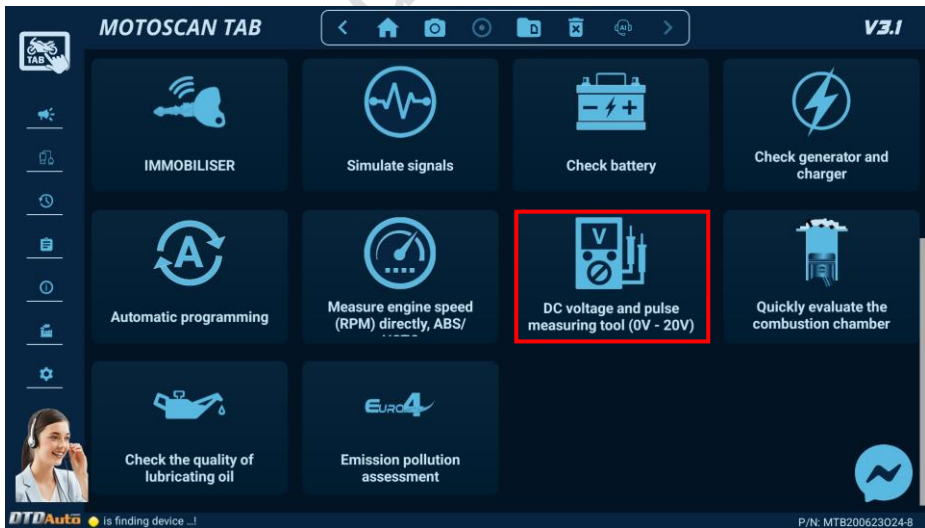 MOTOSCAN TAB
V3.1
TAB
IMMOBILISER
Simulate signals
Check battery
Check generator and
charger
Automatic programming
Measure engine speed
(RPM) directly, ABS/
DC voltage and pulse
measuring tool (0V - 20V)
Quickly evaluate the
combustion chamber
Check the quality of
lubricating oil
EURO4
Emission pollution
assessment
DTDAuto
is finding device ...!
P/N: MTB200623024-8